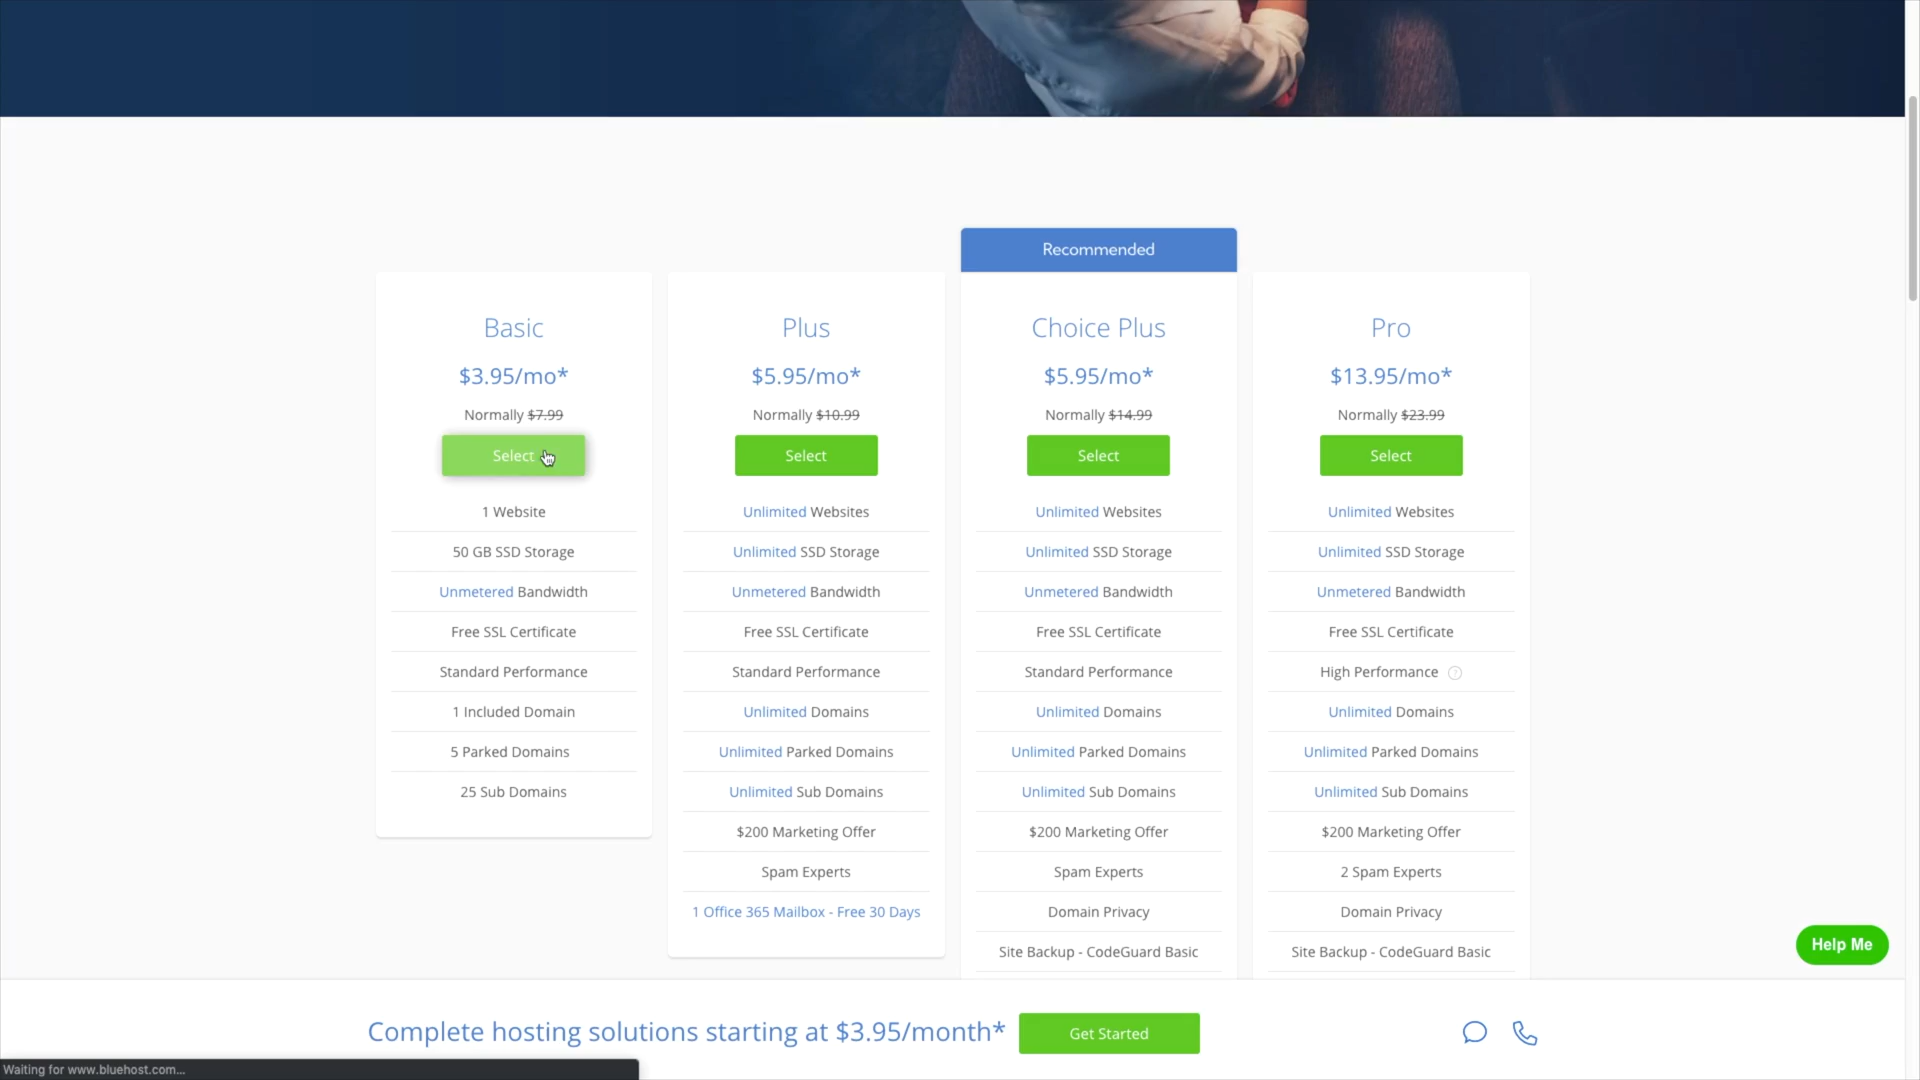 Recommended
Basic
$3.95/mo*
Normally $7.99
Select
1 Website
50 GB SSD Storage
Unmetered Bandwidth
Free SSL Certificate
Standard Performance
1 Included Domain
5 Parked Domains
25 Sub Domains
Plus
$5.95/mo*
Normally $10.99
Select
Unlimited Websites
Unlimited SSD Storage
Unmetered Bandwidth
Free SSL Certificate
Standard Performance
Unlimited Domains
Unlimited Parked Domains
Unlimited Sub Domains
$200 Marketing Offer
Spam Experts
1 Office 365 Mailbox - Free 30 Days
Choice Plus
$5.95/mo*
Normally $14.99
Select
Unlimited Websites
Unlimited SSD Storage
Unmetered Bandwidth
Free SSL Certificate
Standard Performance
Unlimited Domains
Unlimited Parked Domains
Unlimited Sub Domains
$200 Marketing Offer
Spam Experts
Domain Privacy
Site Backup - CodeGuard Basic
Pro
$13.95/mo*
Normally $23.99
Select
Unlimited Websites
Unlimited SSD Storage
Unmetered Bandwidth
Free SSL Certificate
High Performance ?
Unlimited Domains
Unlimited Parked Domains
Unlimited Sub Domains
$200 Marketing Offer
2 Spam Experts
Domain Privacy
Site Backup - CodeGuard Basic
Help Me
Complete hosting solutions starting at $3.95/month*
Get Started
Waiting for www.bluehost.com...